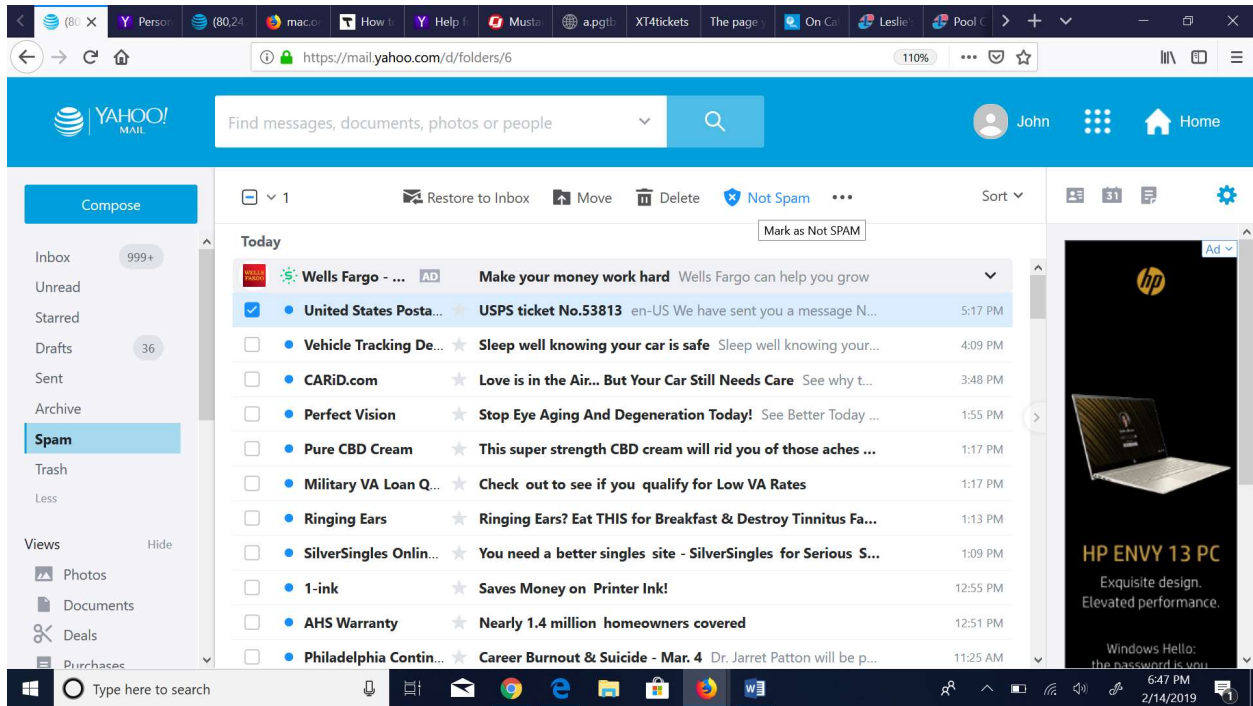 (80 Person (80,24 mac.co How to Help f Musta a.pgtb XT4tickets The page On Ca Leslie's Pool C
https://mail.yahoo.com/d/folders/6 110%
YAHOO! MAIL Find messages, documents, photos or people John Home
Compose
1 Restore to Inbox Move Delete Not Spam Sort 31
Mark as Not SPAM
Inbox 999+
Unread
Starred
Drafts 36
Sent
Archive
Spam
Trash
Less
Views Hide
Photos
Documents
Deals
Purchases
Today
WELLS FARGO Wells Fargo - ... AD Make your money work hard Wells Fargo can help you grow
United States Posta... USPS ticket No.53813 en-US We have sent you a message N... 5:17 PM
Vehicle Tracking De... Sleep well knowing your car is safe Sleep well knowing your... 4:09 PM
CARiD.com Love is in the Air... But Your Car Still Needs Care See why t... 3:48 PM
Perfect Vision Stop Eye Aging And Degeneration Today! See Better Today ... 1:55 PM
Pure CBD Cream This super strength CBD cream will rid you of those aches ... 1:17 PM
Military VA Loan Q... Check out to see if you qualify for Low VA Rates 1:17 PM
Ringing Ears Ringing Ears? Eat THIS for Breakfast & Destroy Tinnitus Fa... 1:13 PM
SilverSingles Onlin... You need a better singles site - SilverSingles for Serious S... 1:09 PM
1-ink Saves Money on Printer Ink! 12:55 PM
AHS Warranty Nearly 1.4 million homeowners covered 12:51 PM
Philadelphia Contin... Career Burnout & Suicide - Mar. 4 Dr. Jarret Patton will be p... 11:25 AM
Ad
hp
HP ENVY 13 PC
Exquisite design.
Elevated performance.
Windows Hello:
the password is you
Type here to search
6:47 PM
2/14/2019
1